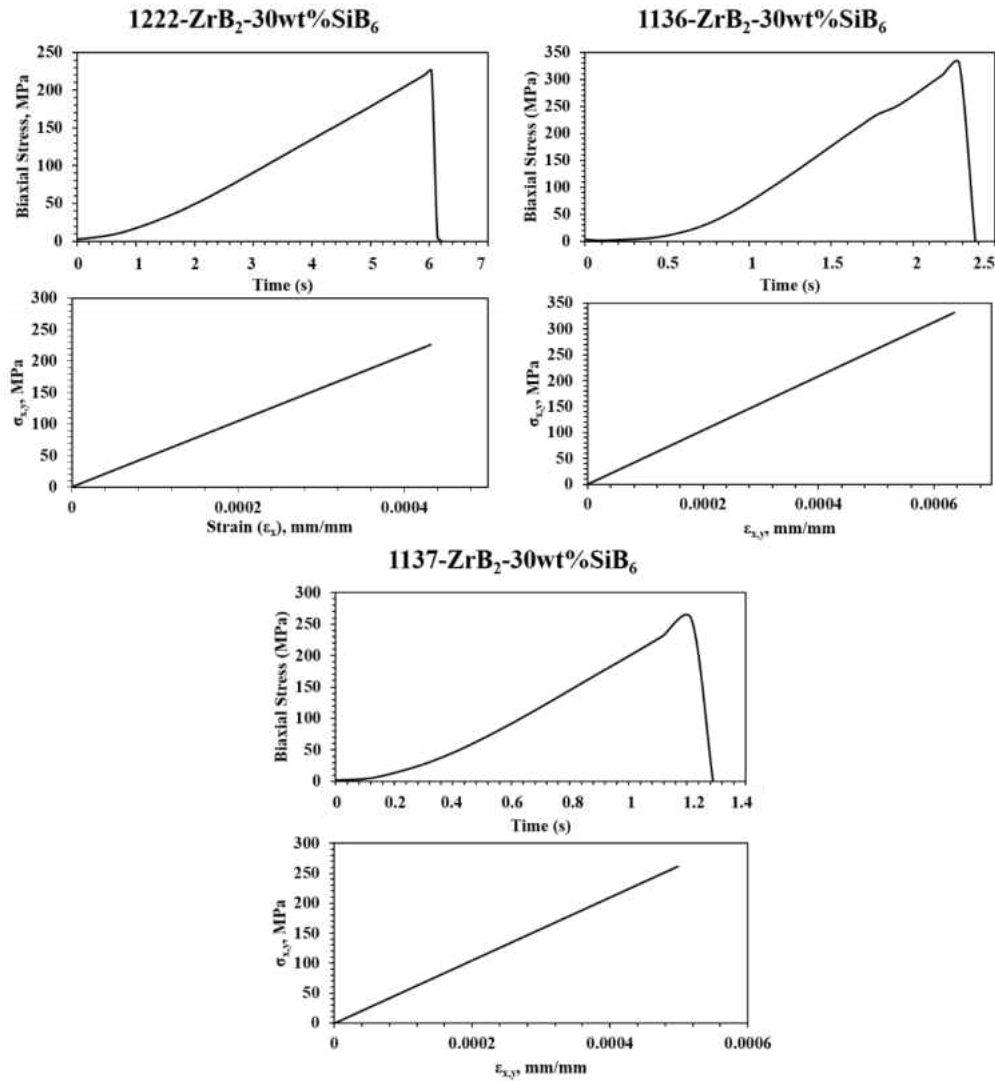 1222-ZrB₂-30wt%SiB₆
Biaxial Stress, MPa
250
200
150
100
50
0
0 1 2 3 4 5 6 7
Time (s)
σx,y, MPa
300
250
200
150
100
50
0
0 0.0002 0.0004
Strain (εx), mm/mm
1136-ZrB₂-30wt%SiB₆
Biaxial Stress (MPa)
350
300
250
200
150
100
50
0
0 0.5 1 1.5 2 2.5
Time (s)
σx,y, MPa
350
300
250
200
150
100
50
0
0 0.0002 0.0004 0.0006
εx,y, mm/mm
1137-ZrB₂-30wt%SiB₆
Biaxial Stress (MPa)
300
250
200
150
100
50
0
0 0.2 0.4 0.6 0.8 1 1.2 1.4
Time (s)
σx,y, MPa
300
250
200
150
100
50
0
0 0.0002 0.0004 0.0006
εx,y, mm/mm